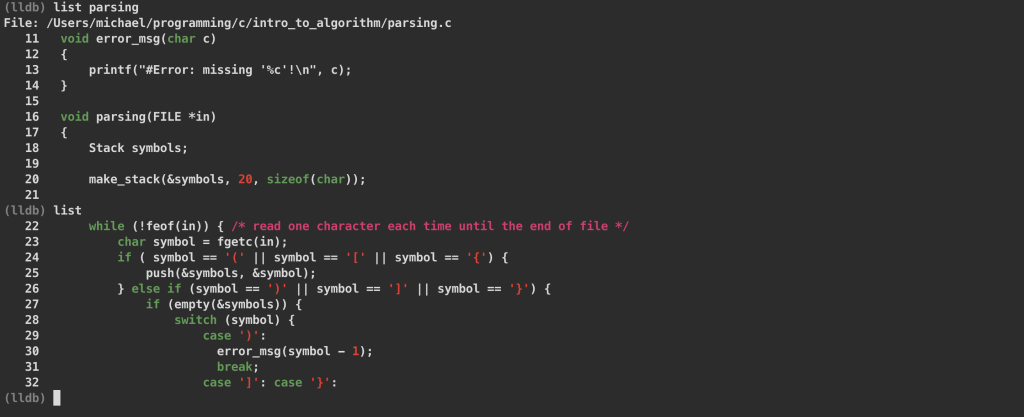 (lldb) list parsing
File: /Users/michael/programming/c/intro_to_algorithm/parsing.c
   11   void error_msg(char c)
   12   {
   13       printf("#Error: missing '%c'!\n", c);
   14   }
   15
   16   void parsing(FILE *in)
   17   {
   18       Stack symbols;
   19
   20       make_stack(&symbols, 20, sizeof(char));
   21
(lldb) list
   22       while (!feof(in)) { /* read one character each time until the end of file */
   23           char symbol = fgetc(in);
   24           if ( symbol == '(' || symbol == '[' || symbol == '{') {
   25               push(&symbols, &symbol);
   26           } else if (symbol == ')' || symbol == ']' || symbol == '}') {
   27               if (empty(&symbols)) {
   28                   switch (symbol) {
   29                       case ')':
   30                         error_msg(symbol - 1);
   31                         break;
   32                       case ']': case '}':
(lldb)